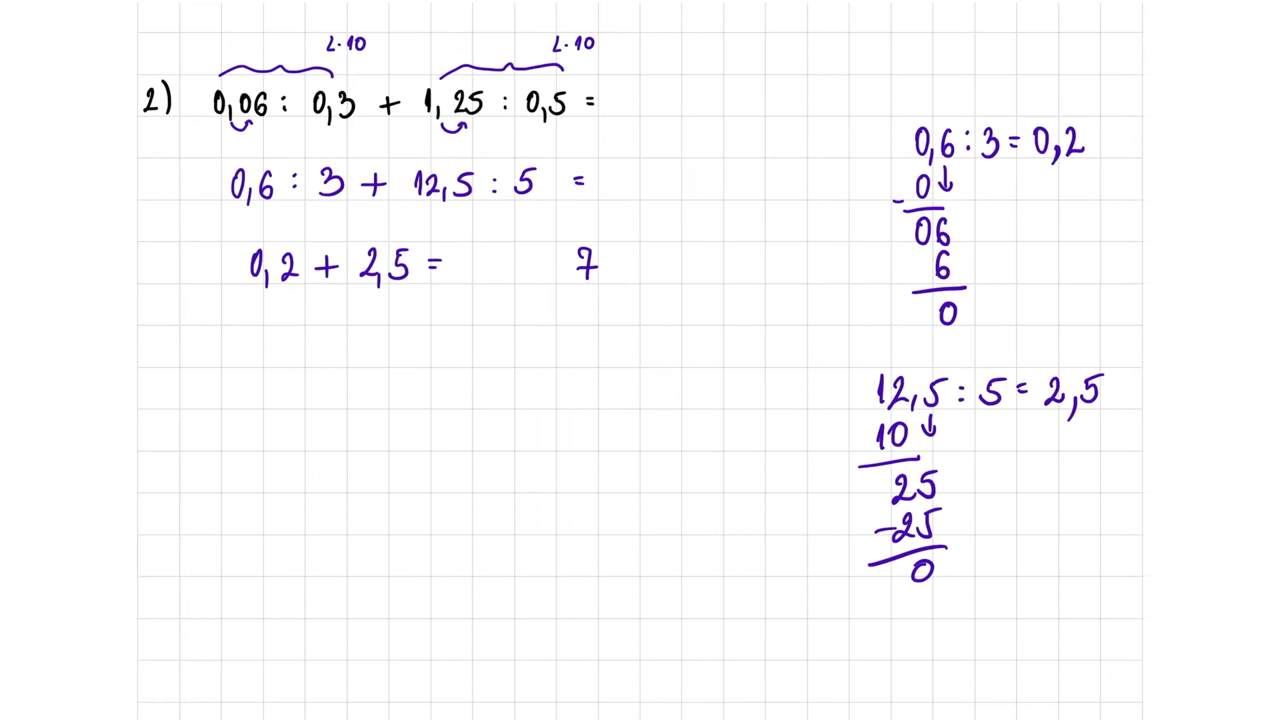 ∠·10 ∠·10
2) 0,06 : 0,3 + 1,25 : 0,5 =
0,6 : 3 + 12,5 : 5 =
0,2 + 2,5 = 7
0,6 : 3 = 0,2
- 0 ↓
06
6
0
12,5 : 5 = 2,5
10 ↓
25
-25
0